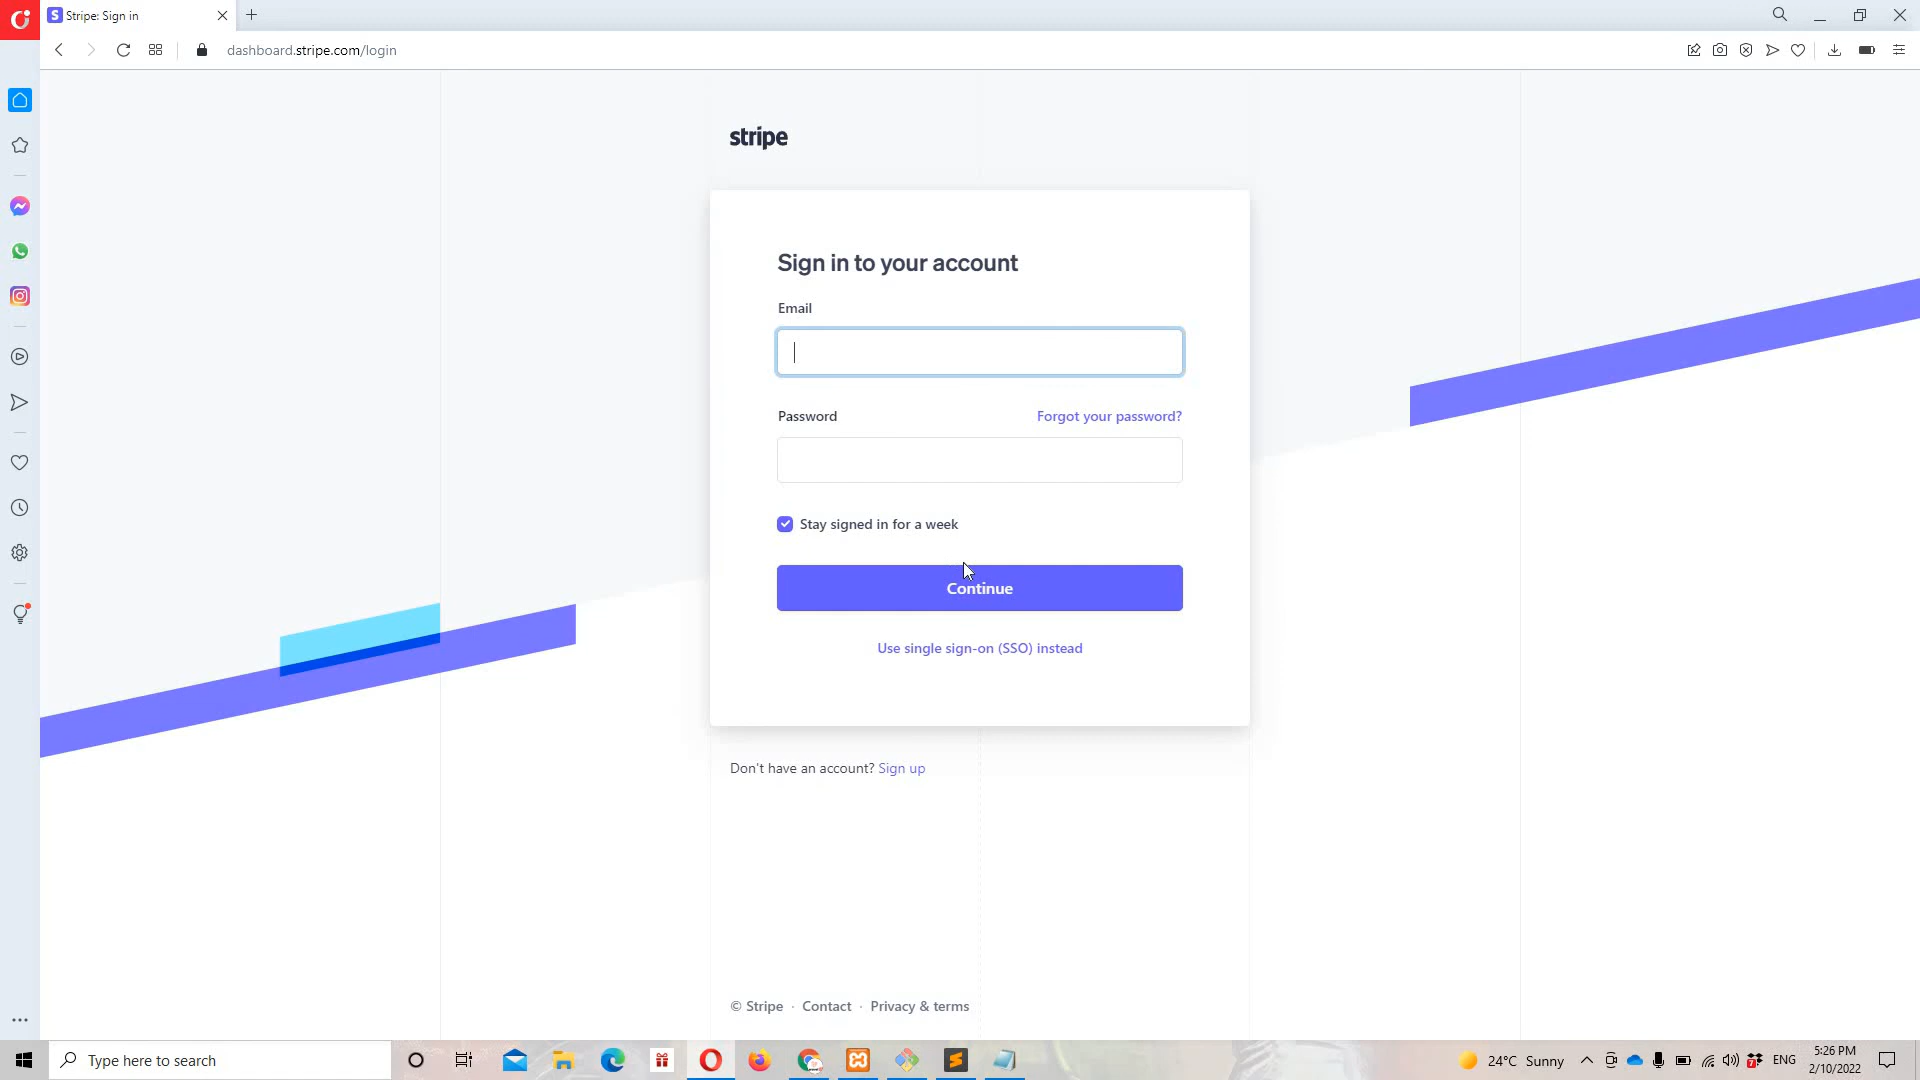 Stripe: Sign in
dashboard.stripe.com/login
stripe
Sign in to your account
Email
Password
Forgot your password?
Stay signed in for a week
Continue
Use single sign-on (SSO) instead
Don't have an account? Sign up
© Stripe · Contact · Privacy & terms
Type here to search
24°C Sunny
ENG
5:26 PM
2/10/2022